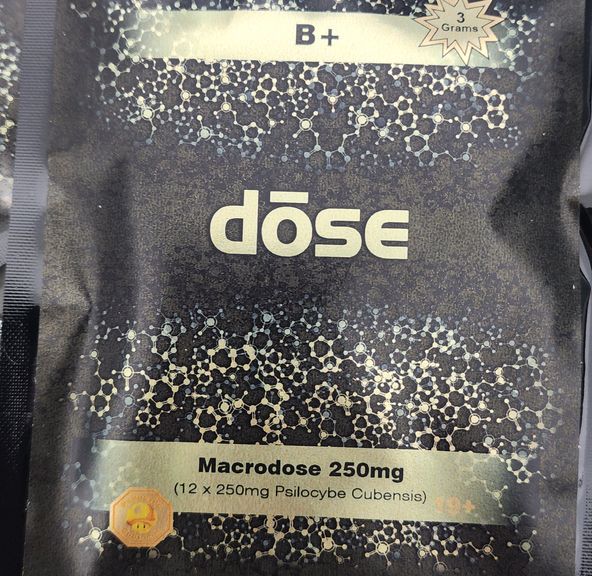 B+
3
Grams
dōse
Macrodose 250mg
(12 x 250mg Psilocybe Cubensis)
19+